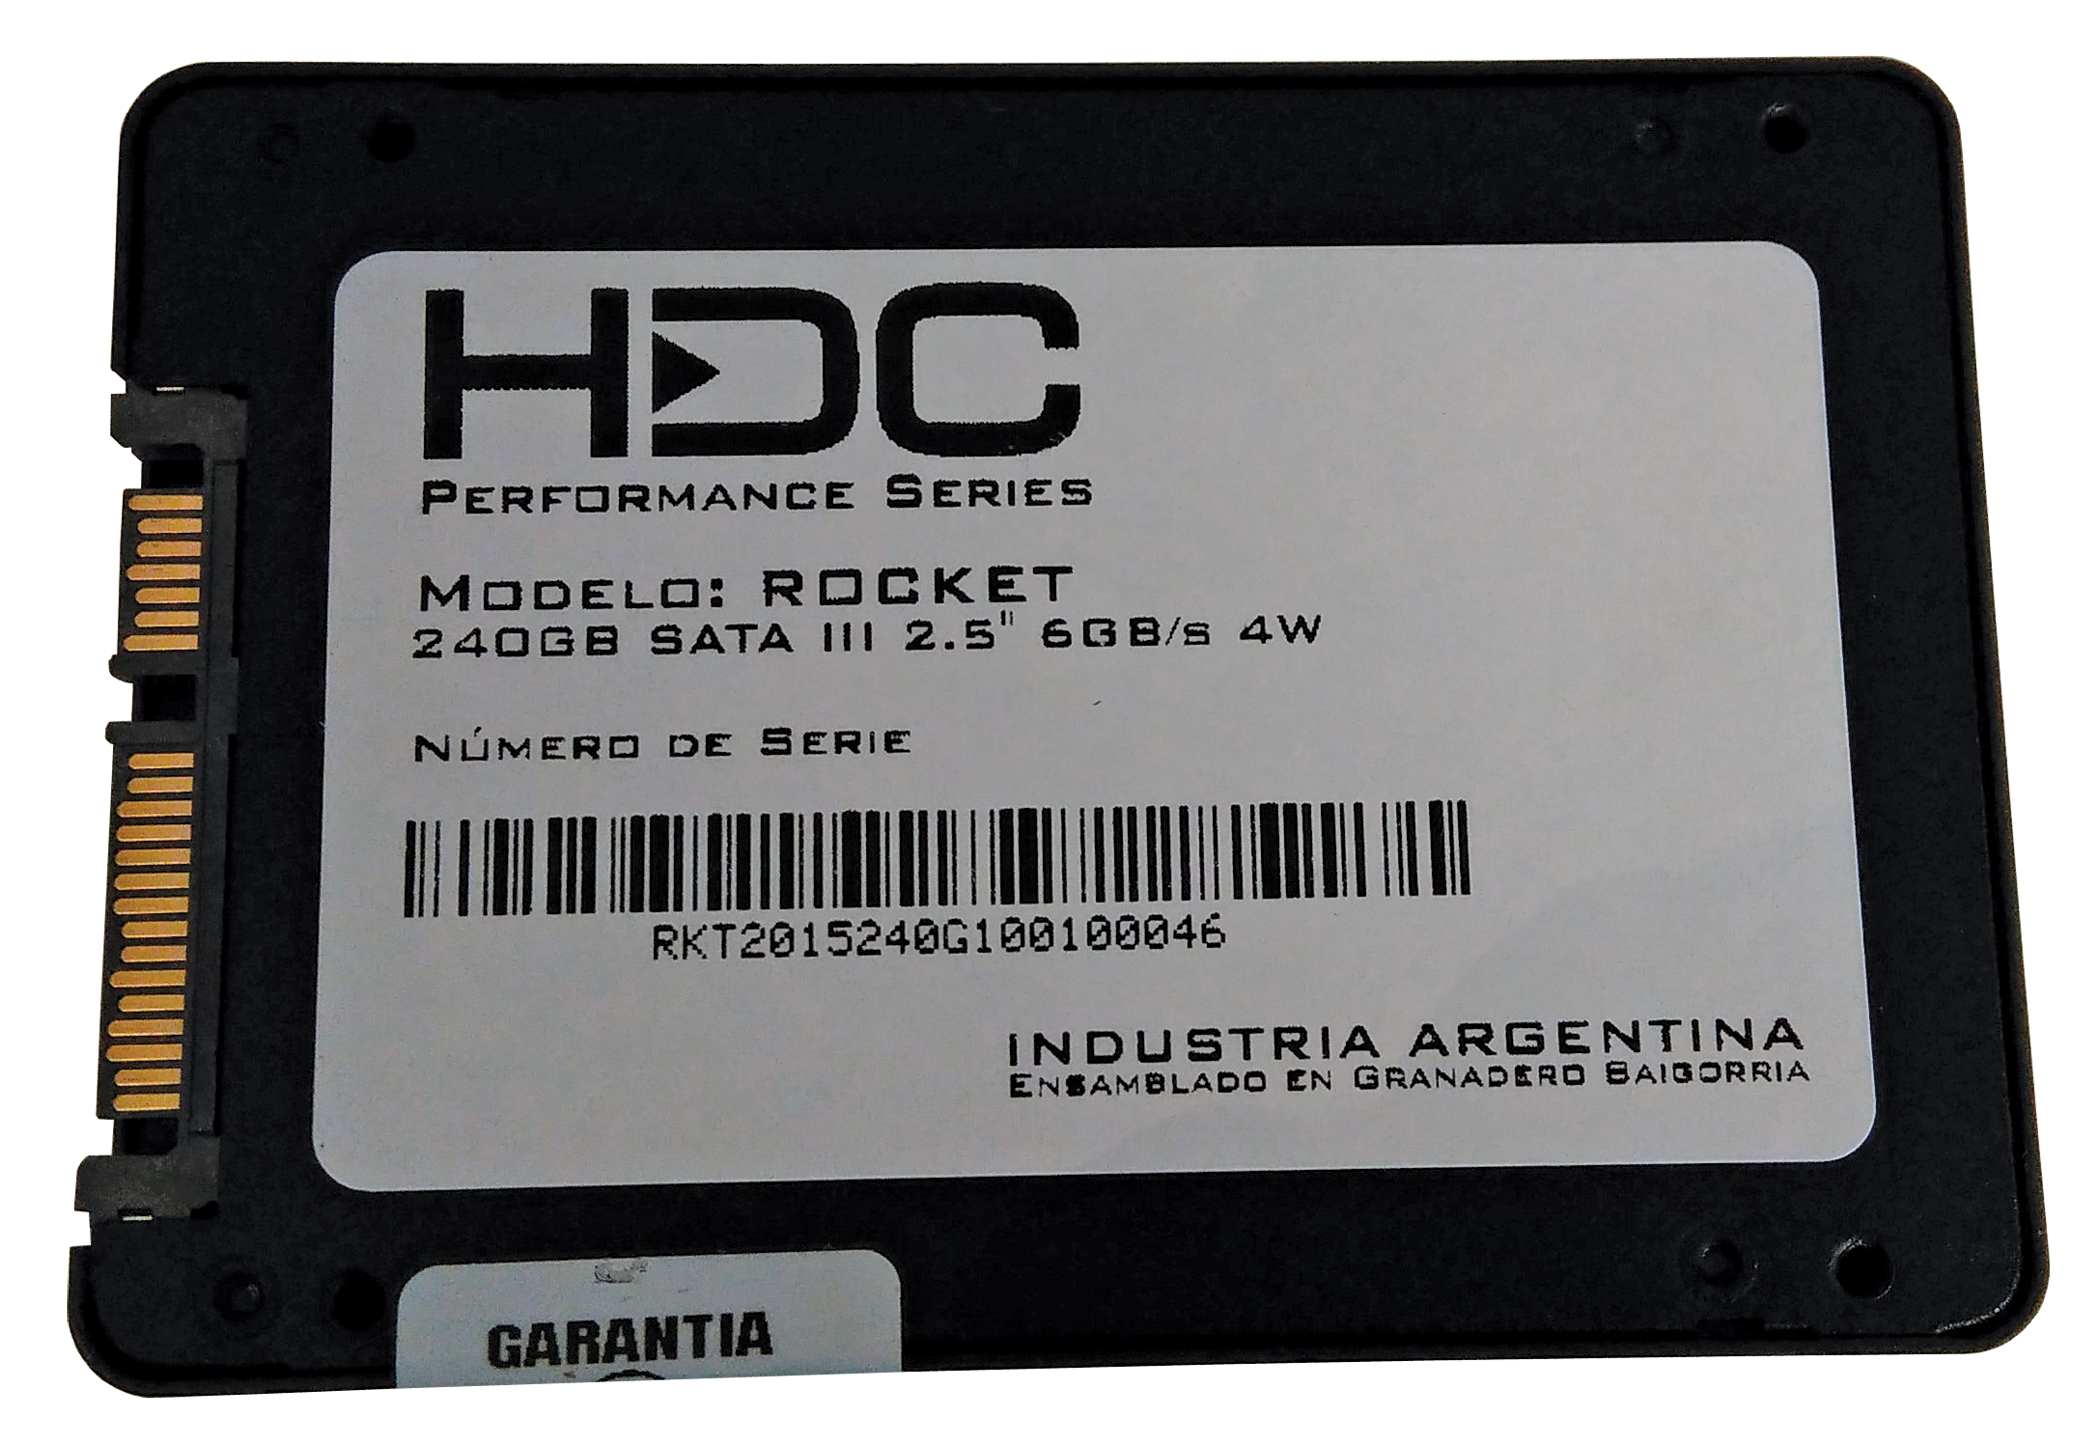 HDC
PERFORMANCE SERIES
MODELO: ROCKET
240GB SATA III 2.5" 6GB/s 4W
NÚMERO DE SERIE
RKT2015240G100100046
INDUSTRIA ARGENTINA
ENSAMBLADO EN GRANADERO BAIGORRIA
GARANTIA